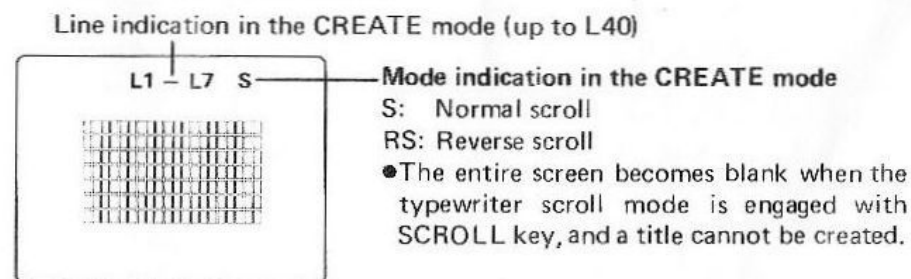 Line indication in the CREATE mode (up to L40)
L1 – L7 S
Mode indication in the CREATE mode
S: Normal scroll
RS: Reverse scroll
●The entire screen becomes blank when the
typewriter scroll mode is engaged with
SCROLL key, and a title cannot be created.